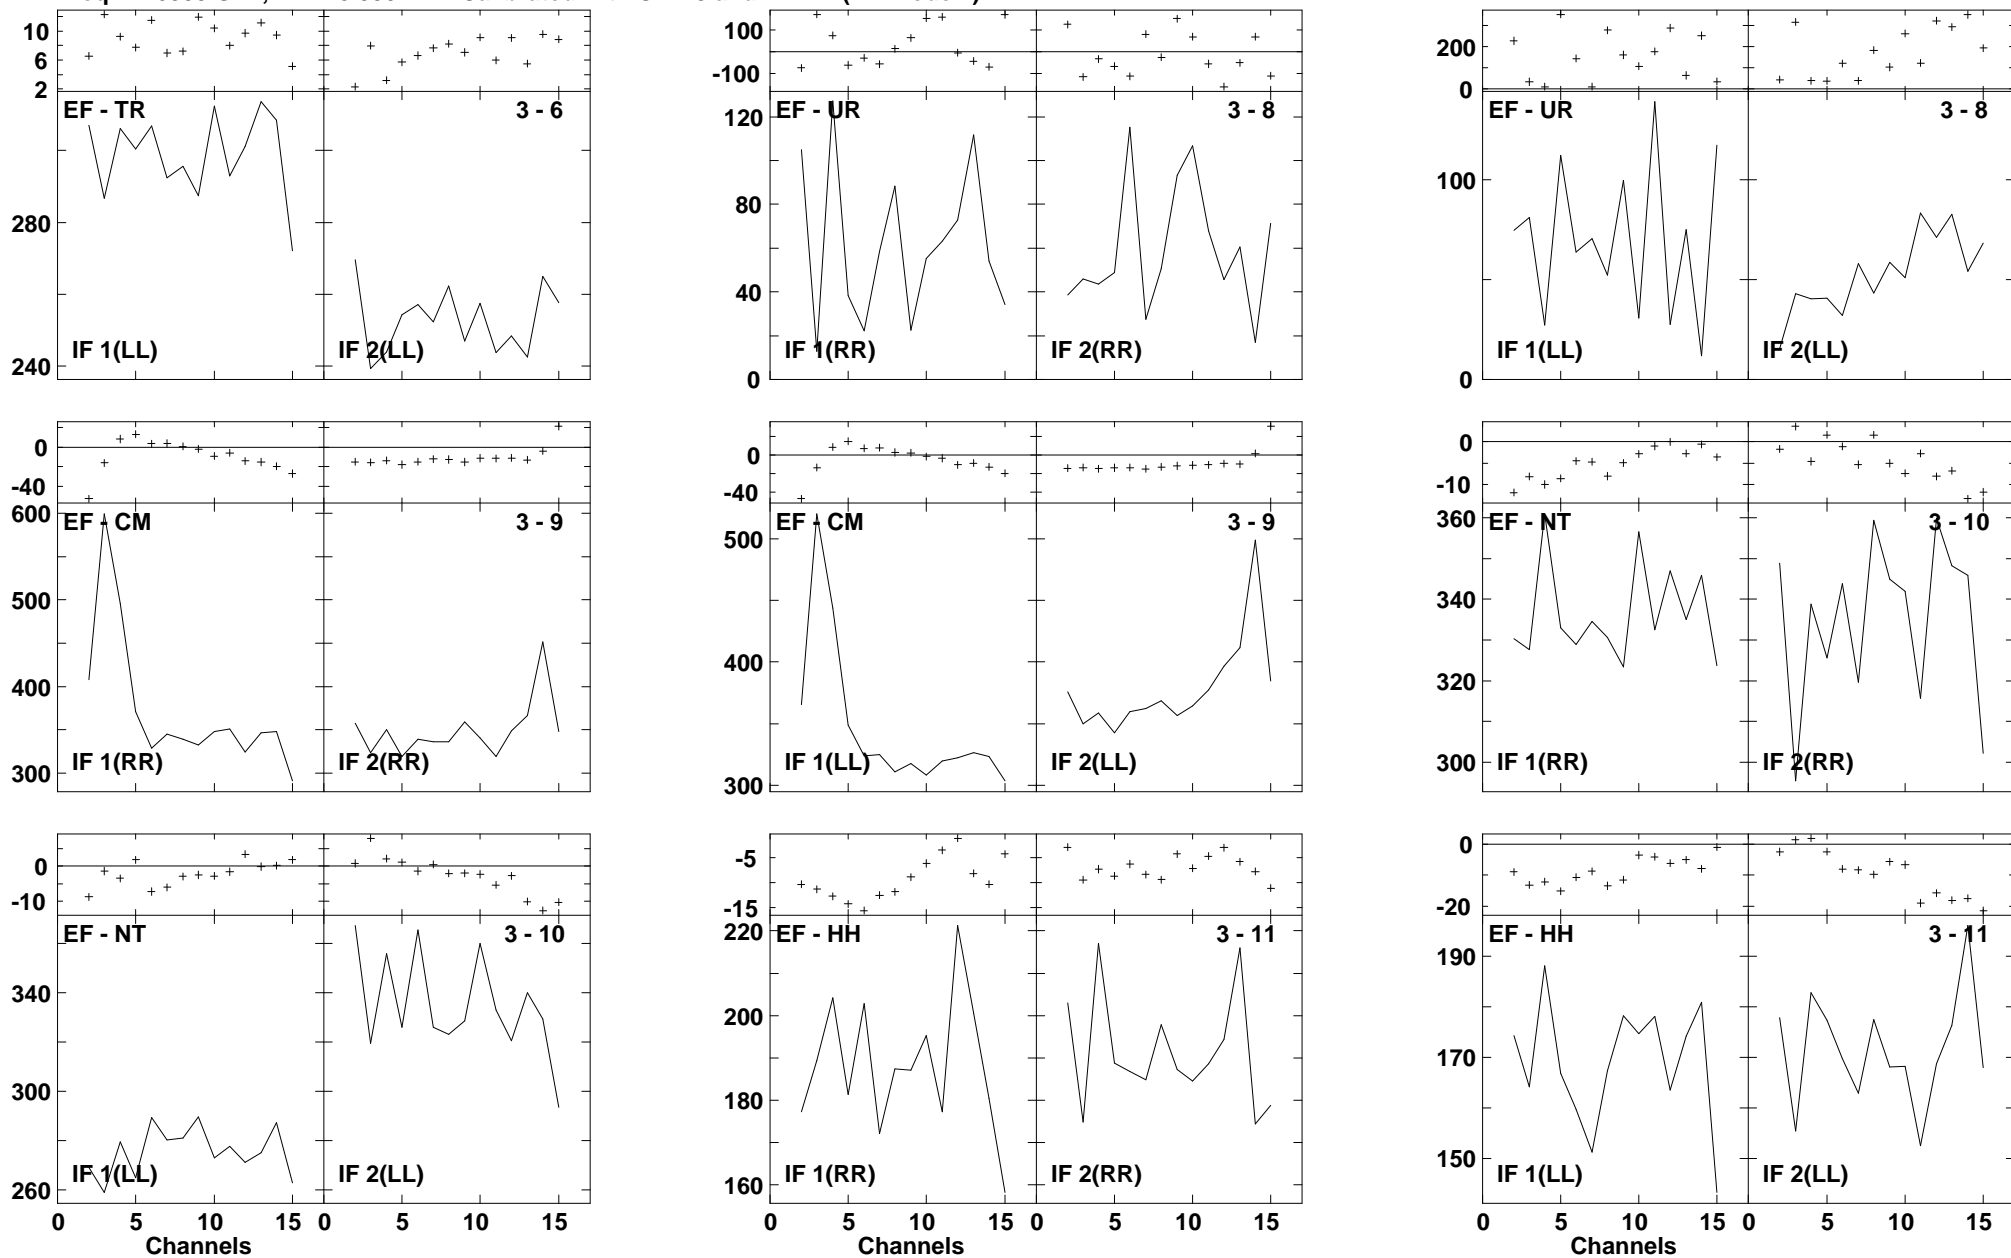 10
6
2
100
-100
200
0
EF - TR 3 - 6
EF - UR 3 - 8
EF - UR 3 - 8
280
240
120
80
40
0
100
0
IF 1(LL) IF 2(LL)
IF 1(RR) IF 2(RR)
IF 1(LL) IF 2(LL)
0
-40
0
-40
0
-10
EF - CM 3 - 9
EF - CM 3 - 9
EF - NT 3 - 10
600
500
400
300
500
400
300
360
340
320
300
IF 1(RR) IF 2(RR)
IF 1(LL) IF 2(LL)
IF 1(RR) IF 2(RR)
0
-10
-5
-15
0
-20
EF - NT 3 - 10
EF - HH 3 - 11
EF - HH 3 - 11
340
300
260
220
200
180
160
190
170
150
IF 1(LL) IF 2(LL)
IF 1(RR) IF 2(RR)
IF 1(LL) IF 2(LL)
0 5 10 15 0 5 10 15
0 5 10 15 0 5 10 15
0 5 10 15 0 5 10 15
Channels
Channels
Channels